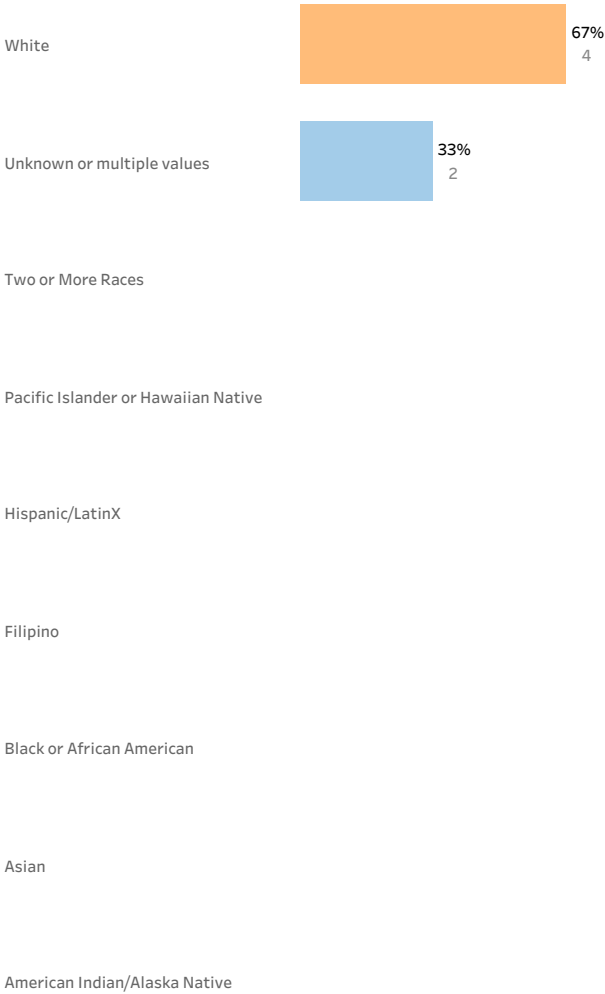 White
67%
4
Unknown or multiple values
33%
2
Two or More Races
Pacific Islander or Hawaiian Native
Hispanic/LatinX
Filipino
Black or African American
Asian
American Indian/Alaska Native